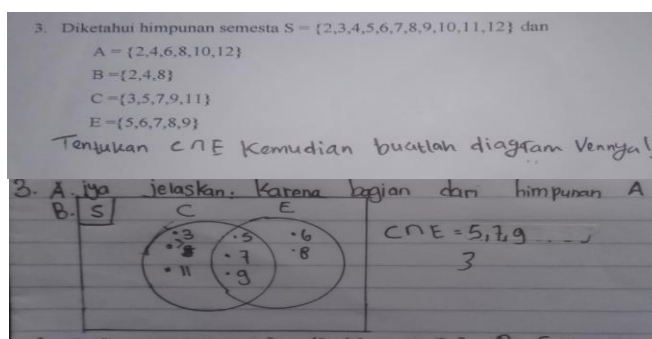 3. Diketahui himpunan semesta S = {2,3,4,5,6,7,8,9,10,11,12} dan
A = {2,4,6,8,10,12}
B ={2,4,8}
C ={3,5,7,9,11}
E ={5,6,7,8,9}
Tentukan C∩E Kemudian buatlah diagram Vennya!
3. A. iya jelaskan. Karena bagian dari himpunan A
B. S C E
.3 .5 .6
.7 .8
.11 .9
C∩E = 5,7,9
3